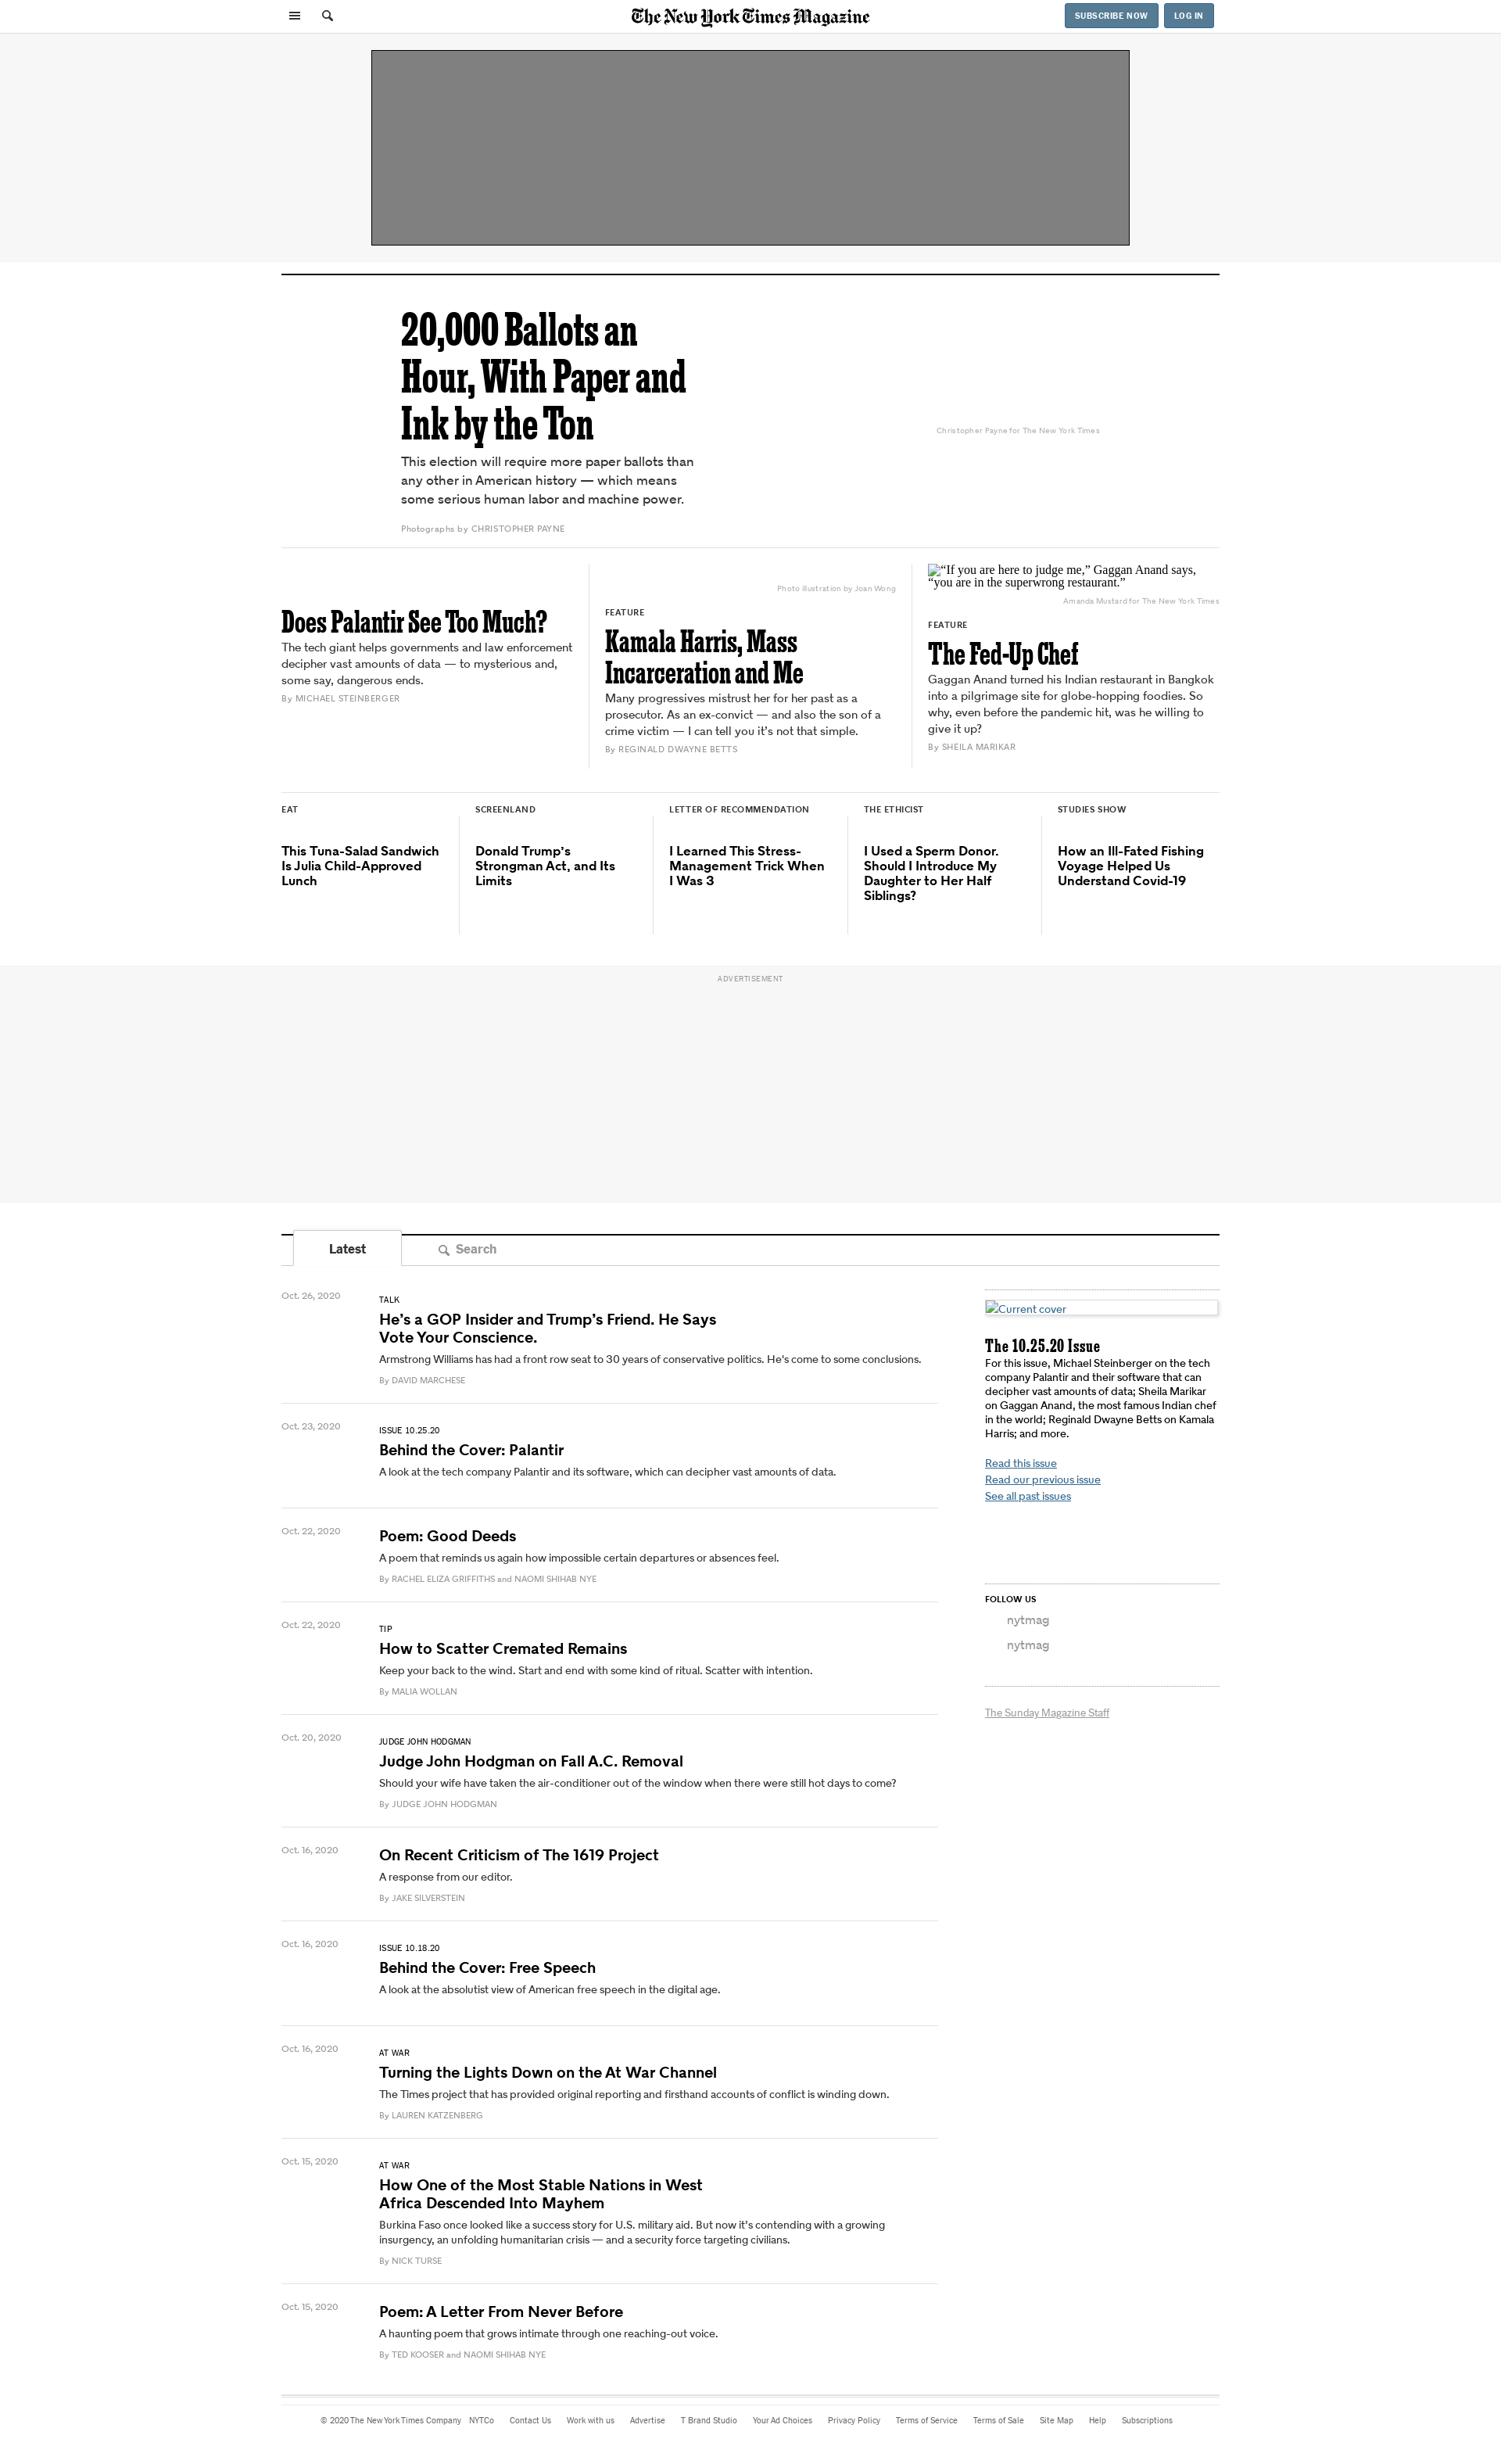 The New York Times Magazine
SUBSCRIBE NOW
LOG IN
20,000 Ballots an
Hour, With Paper and
Ink by the Ton
This election will require more paper ballots than
any other in American history — which means
some serious human labor and machine power.
Photographs by CHRISTOPHER PAYNE
Christopher Payne for The New York Times
Does Palantir See Too Much?
The tech giant helps governments and law enforcement
decipher vast amounts of data — to mysterious and,
some say, dangerous ends.
By MICHAEL STEINBERGER
Photo illustration by Joan Wong
FEATURE
Kamala Harris, Mass
Incarceration and Me
Many progressives mistrust her for her past as a
prosecutor. As an ex-convict — and also the son of a
crime victim — I can tell you it’s not that simple.
By REGINALD DWAYNE BETTS
“If you are here to judge me,” Gaggan Anand says,
“you are in the superwrong restaurant.”
Amanda Mustard for The New York Times
FEATURE
The Fed-Up Chef
Gaggan Anand turned his Indian restaurant in Bangkok
into a pilgrimage site for globe-hopping foodies. So
why, even before the pandemic hit, was he willing to
give it up?
By SHEILA MARIKAR
EAT
This Tuna-Salad Sandwich
Is Julia Child-Approved
Lunch
SCREENLAND
Donald Trump’s
Strongman Act, and Its
Limits
LETTER OF RECOMMENDATION
I Learned This Stress-
Management Trick When
I Was 3
THE ETHICIST
I Used a Sperm Donor.
Should I Introduce My
Daughter to Her Half
Siblings?
STUDIES SHOW
How an Ill-Fated Fishing
Voyage Helped Us
Understand Covid-19
ADVERTISEMENT
Latest
Search
Oct. 26, 2020
TALK
He’s a GOP Insider and Trump’s Friend. He Says
Vote Your Conscience.
Armstrong Williams has had a front row seat to 30 years of conservative politics. He's come to some conclusions.
By DAVID MARCHESE
Oct. 23, 2020
ISSUE 10.25.20
Behind the Cover: Palantir
A look at the tech company Palantir and its software, which can decipher vast amounts of data.
Oct. 22, 2020
Poem: Good Deeds
A poem that reminds us again how impossible certain departures or absences feel.
By RACHEL ELIZA GRIFFITHS and NAOMI SHIHAB NYE
Oct. 22, 2020
TIP
How to Scatter Cremated Remains
Keep your back to the wind. Start and end with some kind of ritual. Scatter with intention.
By MALIA WOLLAN
Oct. 20, 2020
JUDGE JOHN HODGMAN
Judge John Hodgman on Fall A.C. Removal
Should your wife have taken the air-conditioner out of the window when there were still hot days to come?
By JUDGE JOHN HODGMAN
Oct. 16, 2020
On Recent Criticism of The 1619 Project
A response from our editor.
By JAKE SILVERSTEIN
Oct. 16, 2020
ISSUE 10.18.20
Behind the Cover: Free Speech
A look at the absolutist view of American free speech in the digital age.
Oct. 16, 2020
AT WAR
Turning the Lights Down on the At War Channel
The Times project that has provided original reporting and firsthand accounts of conflict is winding down.
By LAUREN KATZENBERG
Oct. 15, 2020
AT WAR
How One of the Most Stable Nations in West
Africa Descended Into Mayhem
Burkina Faso once looked like a success story for U.S. military aid. But now it’s contending with a growing
insurgency, an unfolding humanitarian crisis — and a security force targeting civilians.
By NICK TURSE
Oct. 15, 2020
Poem: A Letter From Never Before
A haunting poem that grows intimate through one reaching-out voice.
By TED KOOSER and NAOMI SHIHAB NYE
Current cover
The 10.25.20 Issue
For this issue, Michael Steinberger on the tech
company Palantir and their software that can
decipher vast amounts of data; Sheila Marikar
on Gaggan Anand, the most famous Indian chef
in the world; Reginald Dwayne Betts on Kamala
Harris; and more.
Read this issue
Read our previous issue
See all past issues
FOLLOW US
nytmag
nytmag
The Sunday Magazine Staff
© 2020 The New York Times Company NYTCo Contact Us Work with us Advertise T Brand Studio Your Ad Choices Privacy Policy Terms of Service Terms of Sale Site Map Help Subscriptions